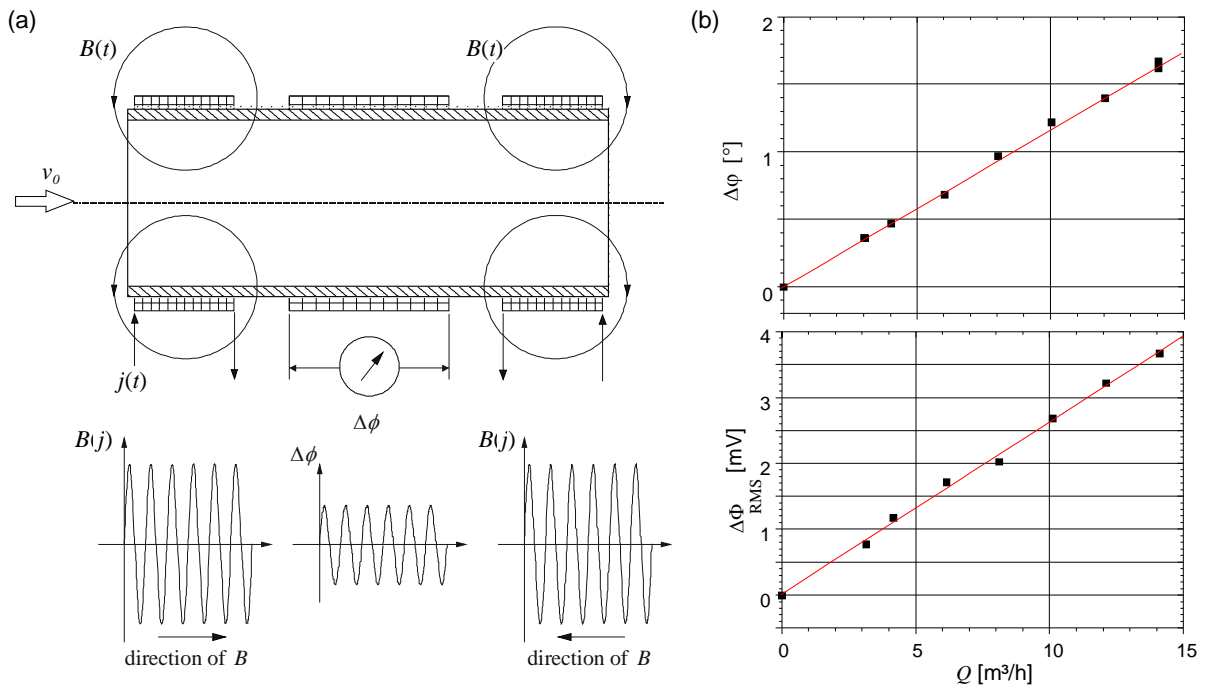 (a)
B(t)
B(t)
v₀
j(t)
Δϕ
B(j)
Δϕ
B(j)
direction of B
direction of B
(b)
2
1
0
Δφ [°]
4
3
2
1
0
ΔΦ_RMS [mV]
0
5
10
15
Q [m³/h]